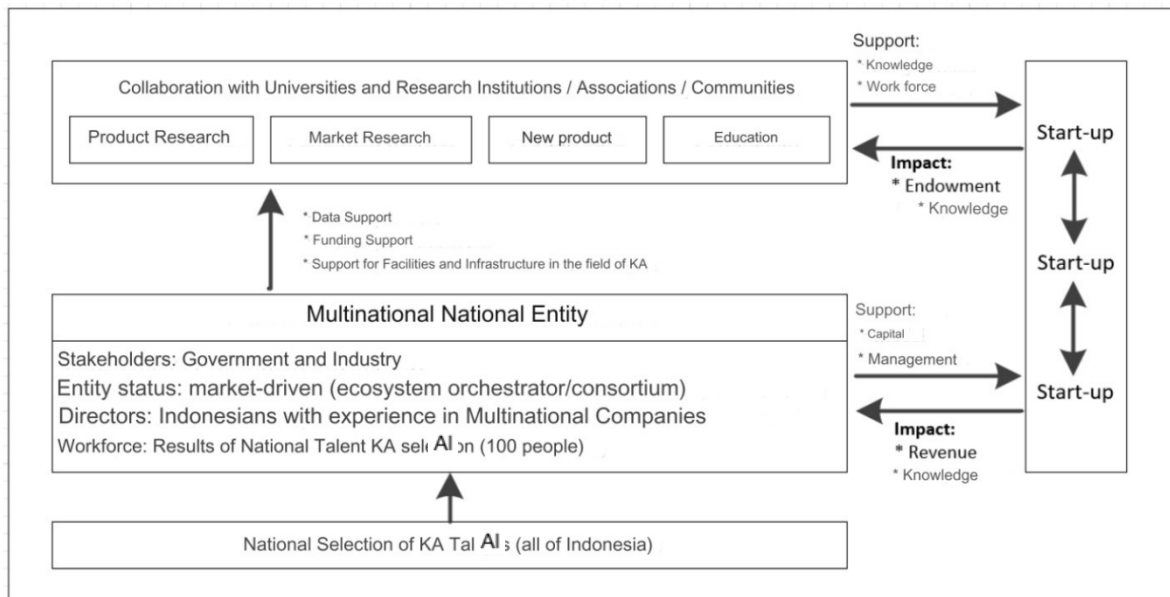 Collaboration with Universities and Research Institutions / Associations / Communities
Product Research
Market Research
New product
Education
Support:
* Knowledge
* Work force
Impact:
* Endowment
* Knowledge
Start-up
Start-up
Start-up
* Data Support
* Funding Support
* Support for Facilities and Infrastructure in the field of KA
Multinational National Entity
Stakeholders: Government and Industry
Entity status: market-driven (ecosystem orchestrator/consortium)
Directors: Indonesians with experience in Multinational Companies
Workforce: Results of National Talent KA sele AI on (100 people)
Support:
* Capital
* Management
Impact:
* Revenue
* Knowledge
National Selection of KA Tal AI s (all of Indonesia)